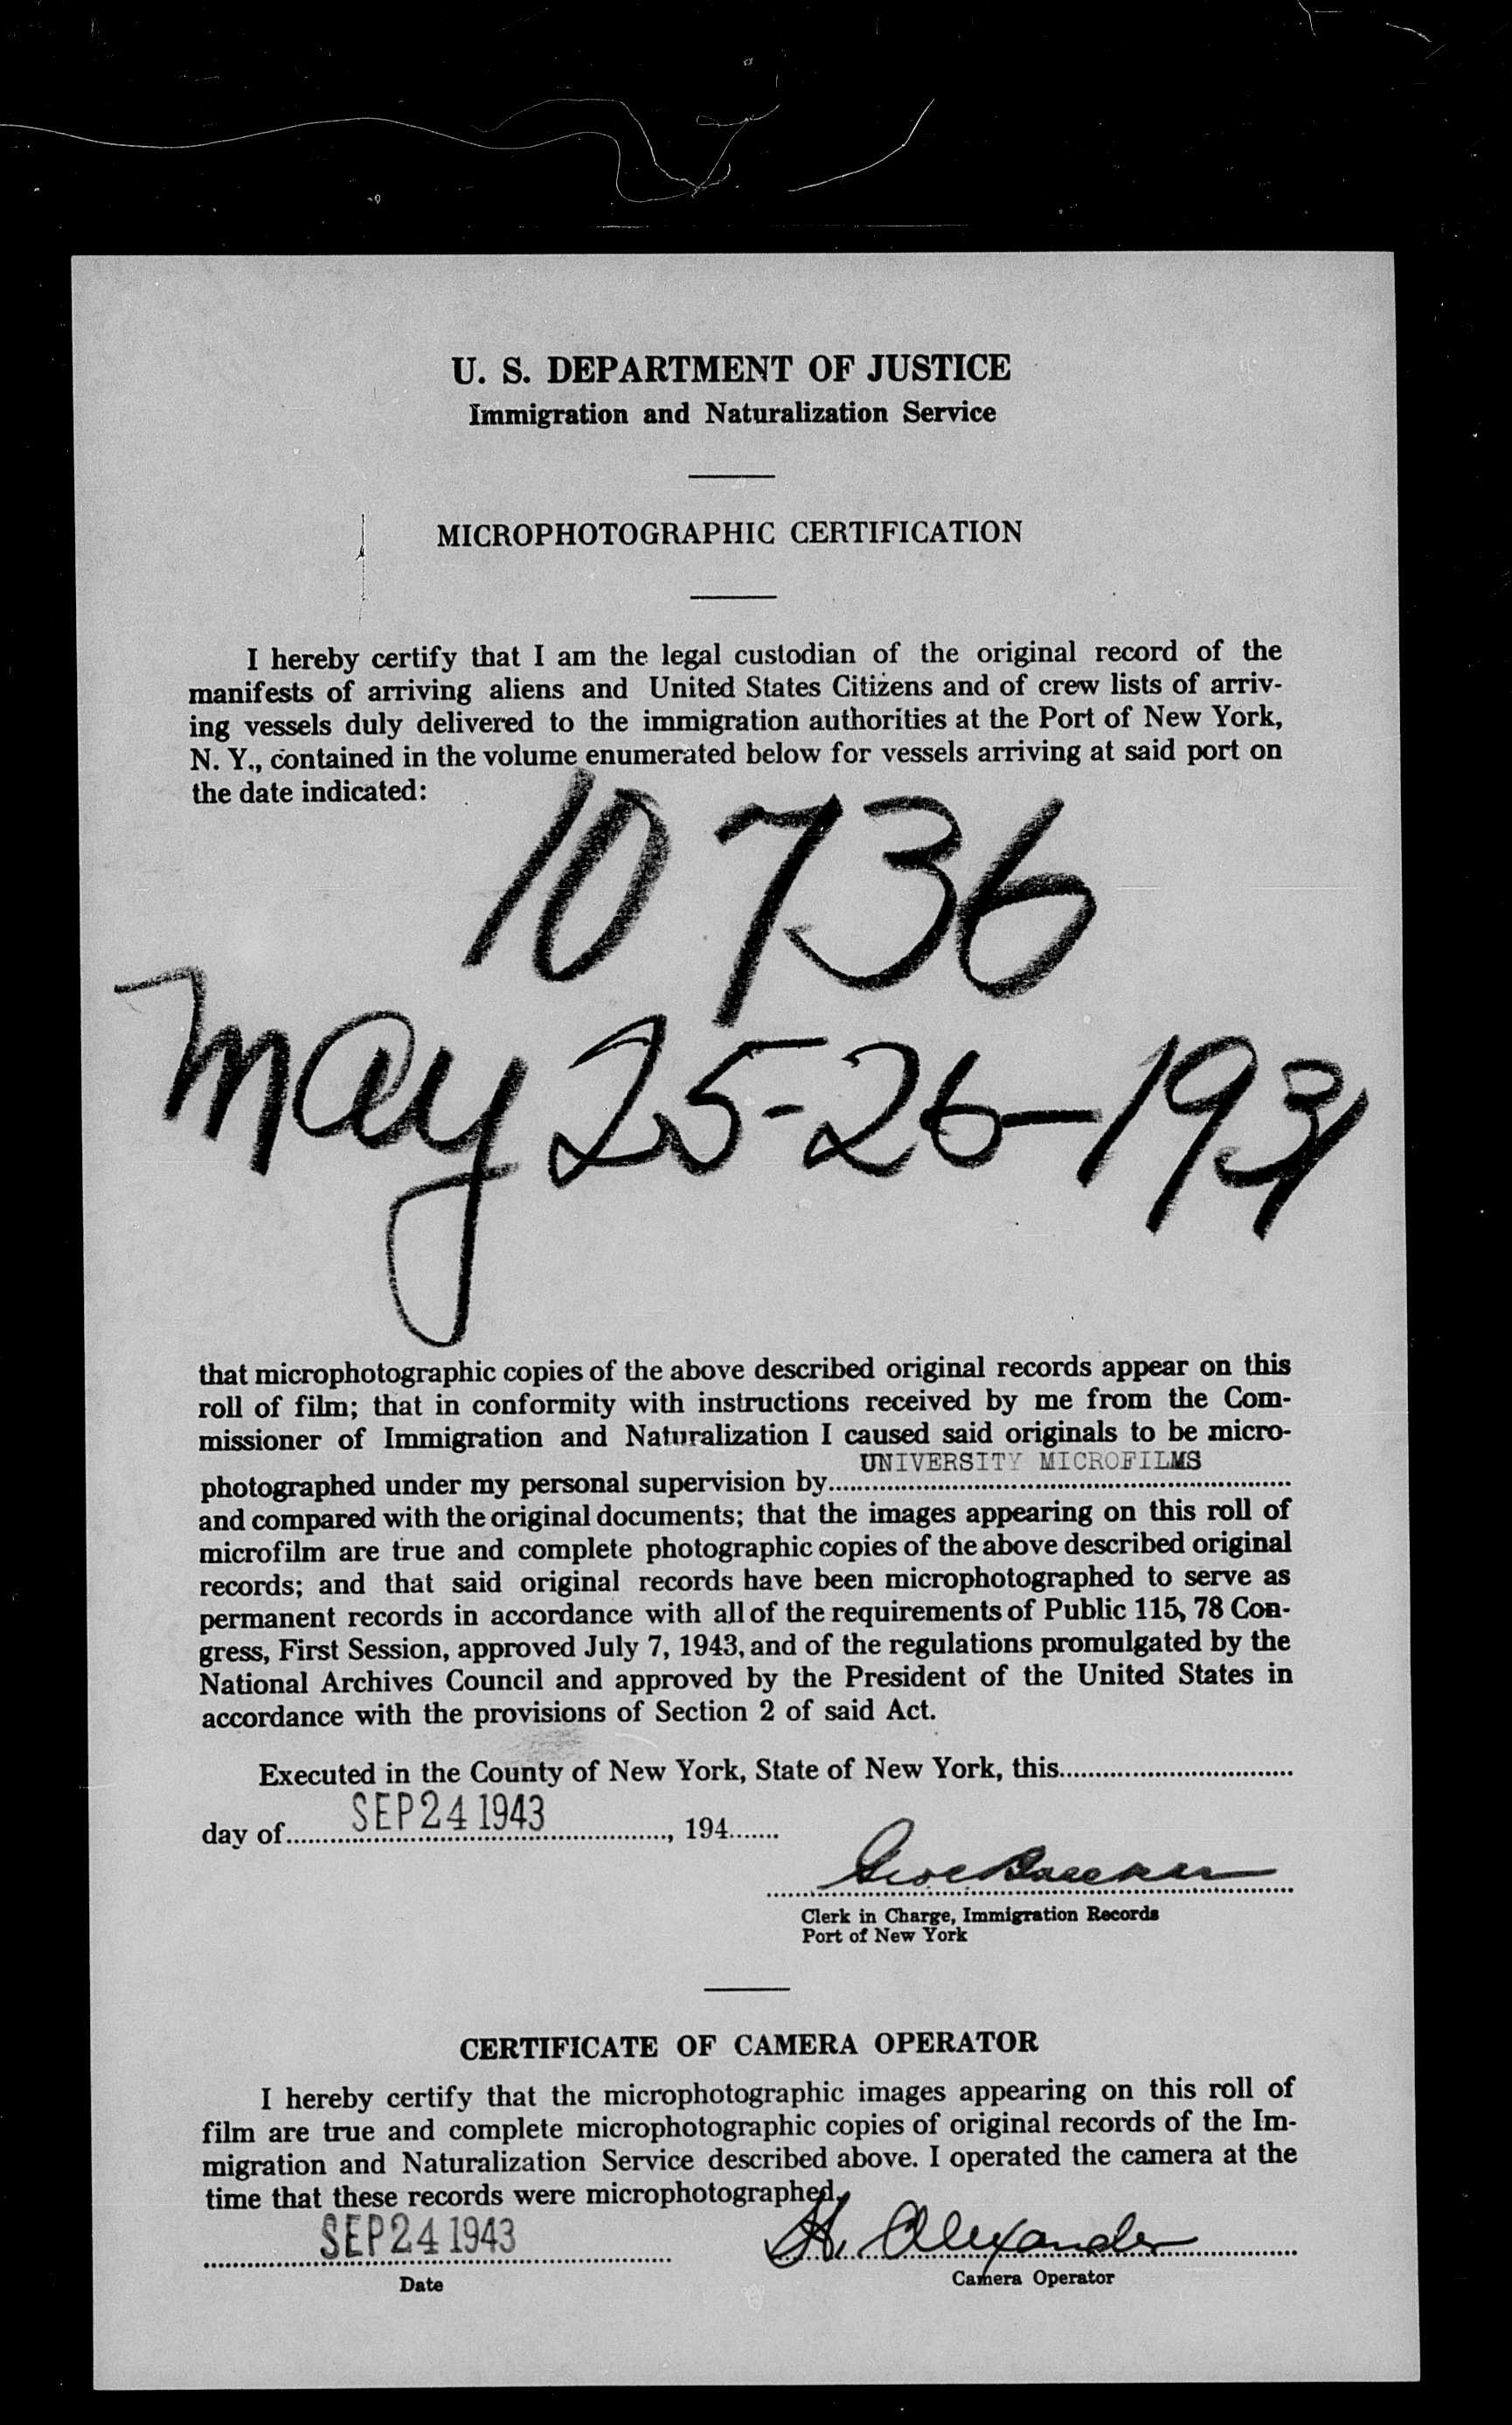 U. S. DEPARTMENT OF JUSTICE
Immigration and Naturalization Service
MICROPHOTOGRAPHIC CERTIFICATION
I hereby certify that I am the legal custodian of the original record of the
manifests of arriving aliens and United States Citizens and of crew lists of arriv-
ing vessels duly delivered to the immigration authorities at the Port of New York,
N. Y., contained in the volume enumerated below for vessels arriving at said port on
the date indicated:
10736
May 25-26-1931
that microphotographic copies of the above described original records appear on this
roll of film; that in conformity with instructions received by me from the Com-
missioner of Immigration and Naturalization I caused said originals to be micro-
UNIVERSITY MICROFILMS
photographed under my personal supervision by
and compared with the original documents; that the images appearing on this roll of
microfilm are true and complete photographic copies of the above described original
records; and that said original records have been microphotographed to serve as
permanent records in accordance with all of the requirements of Public 115, 78 Con-
gress, First Session, approved July 7, 1943, and of the regulations promulgated by the
National Archives Council and approved by the President of the United States in
accordance with the provisions of Section 2 of said Act.
Executed in the County of New York, State of New York, this
day of SEP 24 1943, 194
Clerk in Charge, Immigration Records
Port of New York
CERTIFICATE OF CAMERA OPERATOR
I hereby certify that the microphotographic images appearing on this roll of
film are true and complete microphotographic copies of original records of the Im-
migration and Naturalization Service described above. I operated the camera at the
time that these records were microphotographed.
SEP 24 1943 H. Alexander
Date Camera Operator